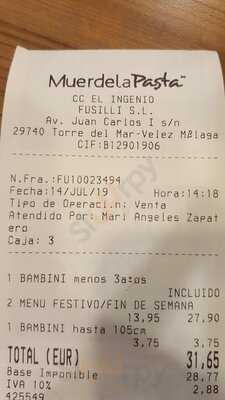 MuerdelaPasta™
CC EL INGENIO
FUSILLI S.L.
Av. Juan Carlos I s/n
29740 Torre del Mar-Velez Málaga
CIF:B12901906
N.Fra.:FU10023494
Fecha:14/JUL/19 Hora:14:18
Tipo de Operaci.n: Venta
Atendido Por: Mari Angeles Zapat
ero
Caja: 3
1 BAMBINI menos 3a±os
INCLUIDO
2 MENU FESTIVO/FIN DE SEMANA
13,95 27,90
1 BAMBINI hasta 105cm
3,75 3,75
TOTAL (EUR) 31,65
Base Imponible 28,77
IVA 10% 2,88
425549